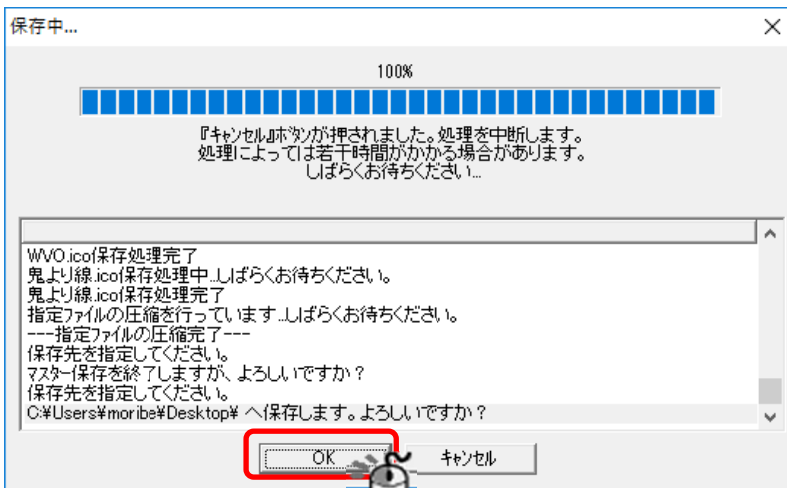 保存中...
100%
『キャンセル』ボタンが押されました。処理を中断します。
処理によっては若干時間がかかる場合があります。
しばらくお待ちください...
WVO.ico保存処理完了
鬼より線.ico保存処理中...しばらくお待ちください。
鬼より線.ico保存処理完了
指定ファイルの圧縮を行っています...しばらくお待ちください。
---指定ファイルの圧縮完了---
保存先を指定してください。
マスター保存を終了しますが、よろしいですか？
保存先を指定してください。
C:¥Users¥moribe¥Desktop¥ へ保存します。よろしいですか？
OK
キャンセル